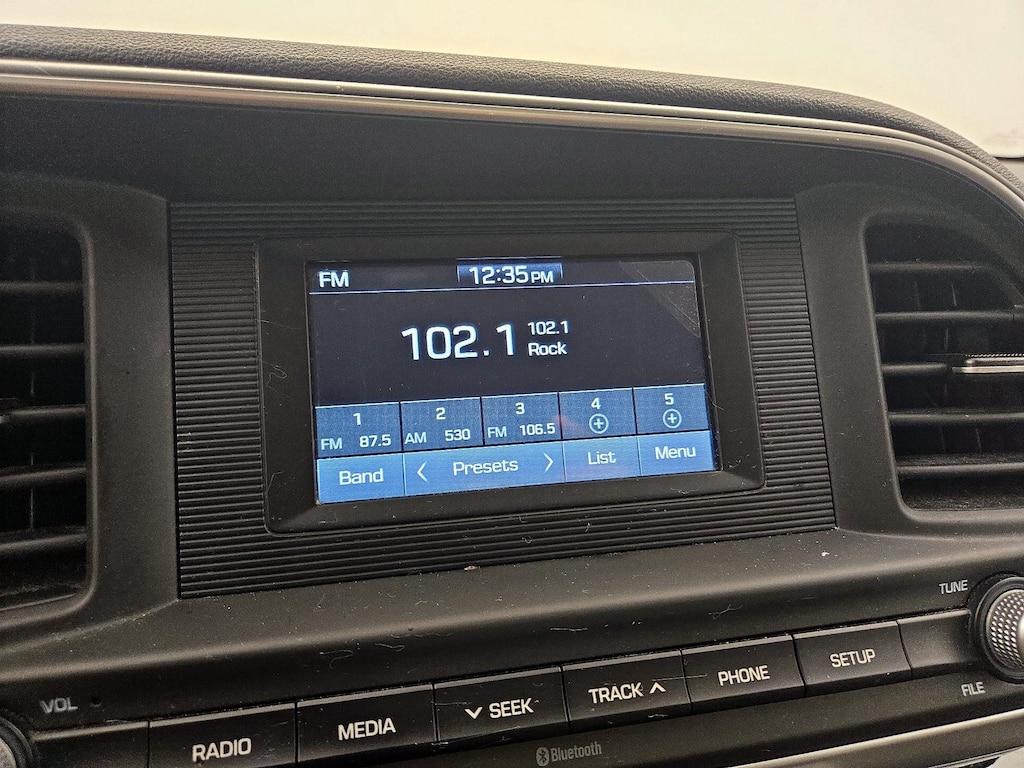 FM 12:35 PM
102.1 102.1
Rock
1 2 3 4 5
FM 87.5 AM 530 FM 106.5
Band < Presets > List Menu
TUNE
VOL
RADIO MEDIA SEEK TRACK PHONE SETUP
FILE
Bluetooth